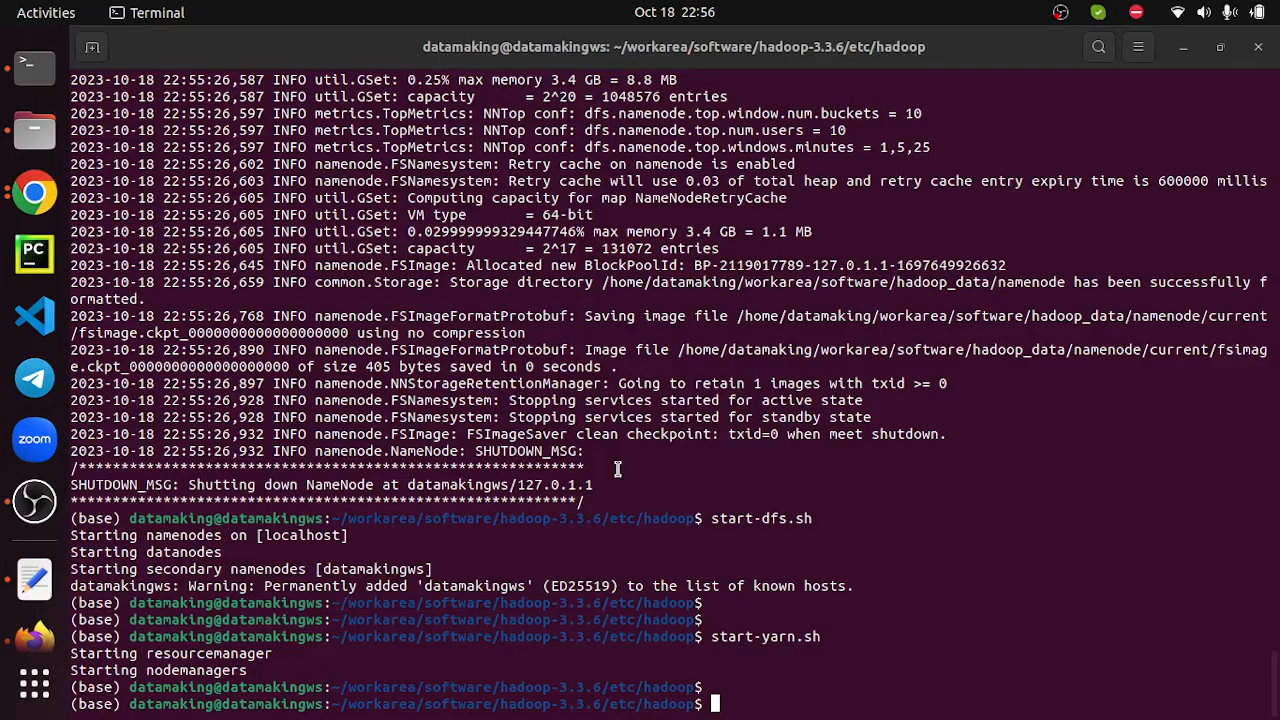 Activities
Terminal
Oct 18 22:56
datamaking@datamakingws: ~/workarea/software/hadoop-3.3.6/etc/hadoop
2023-10-18 22:55:26,587 INFO util.GSet: 0.25% max memory 3.4 GB = 8.8 MB
2023-10-18 22:55:26,587 INFO util.GSet: capacity      = 2^20 = 1048576 entries
2023-10-18 22:55:26,597 INFO metrics.TopMetrics: NNTop conf: dfs.namenode.top.window.num.buckets = 10
2023-10-18 22:55:26,597 INFO metrics.TopMetrics: NNTop conf: dfs.namenode.top.num.users = 10
2023-10-18 22:55:26,597 INFO metrics.TopMetrics: NNTop conf: dfs.namenode.top.windows.minutes = 1,5,25
2023-10-18 22:55:26,602 INFO namenode.FSNamesystem: Retry cache on namenode is enabled
2023-10-18 22:55:26,603 INFO namenode.FSNamesystem: Retry cache will use 0.03 of total heap and retry cache entry expiry time is 600000 millis
2023-10-18 22:55:26,605 INFO util.GSet: Computing capacity for map NameNodeRetryCache
2023-10-18 22:55:26,605 INFO util.GSet: VM type       = 64-bit
2023-10-18 22:55:26,605 INFO util.GSet: 0.029999999329447746% max memory 3.4 GB = 1.1 MB
2023-10-18 22:55:26,605 INFO util.GSet: capacity      = 2^17 = 131072 entries
2023-10-18 22:55:26,645 INFO namenode.FSImage: Allocated new BlockPoolId: BP-2119017789-127.0.1.1-1697649926632
2023-10-18 22:55:26,659 INFO common.Storage: Storage directory /home/datamaking/workarea/software/hadoop_data/namenode has been successfully f
ormatted.
2023-10-18 22:55:26,768 INFO namenode.FSImageFormatProtobuf: Saving image file /home/datamaking/workarea/software/hadoop_data/namenode/current
/fsimage.ckpt_0000000000000000000 using no compression
2023-10-18 22:55:26,890 INFO namenode.FSImageFormatProtobuf: Image file /home/datamaking/workarea/software/hadoop_data/namenode/current/fsimag
e.ckpt_0000000000000000000 of size 405 bytes saved in 0 seconds .
2023-10-18 22:55:26,897 INFO namenode.NNStorageRetentionManager: Going to retain 1 images with txid >= 0
2023-10-18 22:55:26,928 INFO namenode.FSNamesystem: Stopping services started for active state
2023-10-18 22:55:26,928 INFO namenode.FSNamesystem: Stopping services started for standby state
2023-10-18 22:55:26,932 INFO namenode.FSImage: FSImageSaver clean checkpoint: txid=0 when meet shutdown.
2023-10-18 22:55:26,932 INFO namenode.NameNode: SHUTDOWN_MSG:
/************************************************************
SHUTDOWN_MSG: Shutting down NameNode at datamakingws/127.0.1.1
************************************************************/
(base) datamaking@datamakingws:~/workarea/software/hadoop-3.3.6/etc/hadoop$ start-dfs.sh
Starting namenodes on [localhost]
Starting datanodes
Starting secondary namenodes [datamakingws]
datamakingws: Warning: Permanently added 'datamakingws' (ED25519) to the list of known hosts.
(base) datamaking@datamakingws:~/workarea/software/hadoop-3.3.6/etc/hadoop$
(base) datamaking@datamakingws:~/workarea/software/hadoop-3.3.6/etc/hadoop$
(base) datamaking@datamakingws:~/workarea/software/hadoop-3.3.6/etc/hadoop$ start-yarn.sh
Starting resourcemanager
Starting nodemanagers
(base) datamaking@datamakingws:~/workarea/software/hadoop-3.3.6/etc/hadoop$
(base) datamaking@datamakingws:~/workarea/software/hadoop-3.3.6/etc/hadoop$
>_
PC
zoom